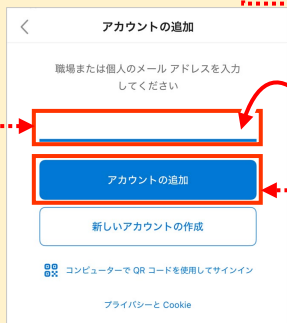 アカウントの追加
職場または個人のメール アドレスを入力
してください
アカウントの追加
新しいアカウントの作成
コンピューターで QR コードを使用してサインイン
プライバシーと Cookie